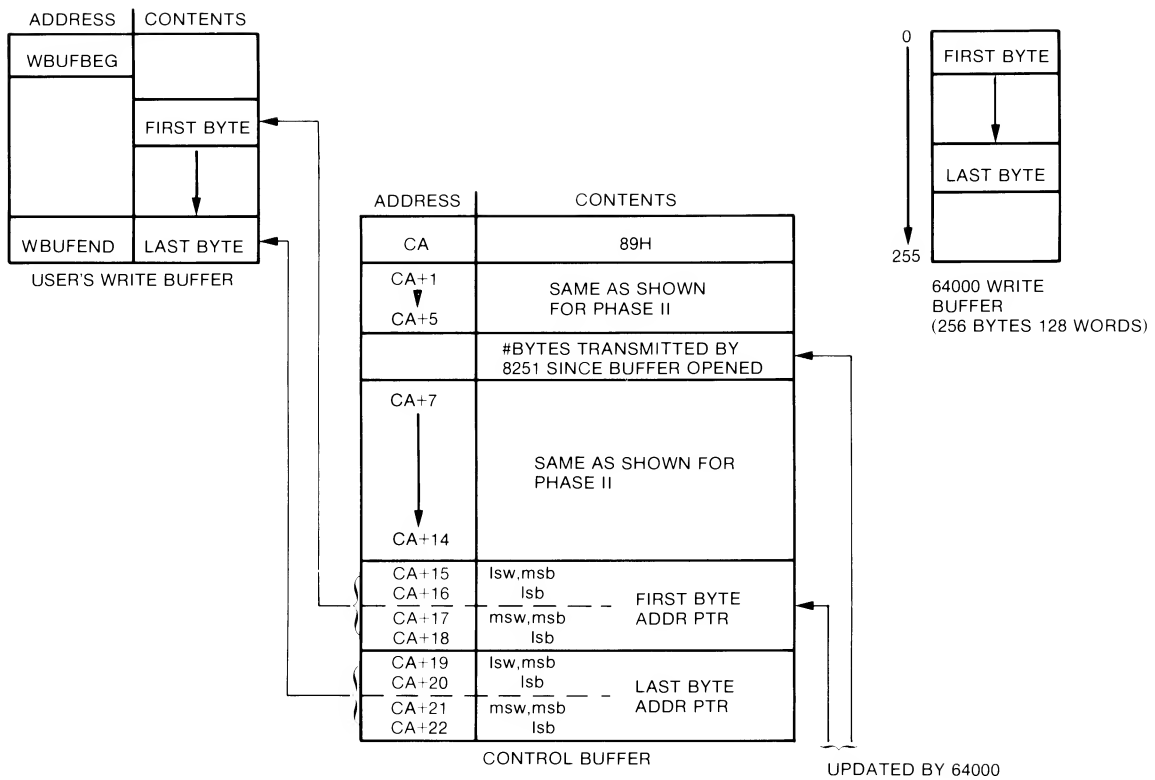 ADDRESS CONTENTS
WBUFBEG
FIRST BYTE
WBUFEND LAST BYTE
USER'S WRITE BUFFER
0
FIRST BYTE
LAST BYTE
255
64000 WRITE
BUFFER
(256 BYTES 128 WORDS)
ADDRESS CONTENTS
CA 89H
CA+1
CA+5
SAME AS SHOWN
FOR PHASE II
#BYTES TRANSMITTED BY
8251 SINCE BUFFER OPENED
CA+7
CA+14
SAME AS SHOWN FOR
PHASE II
CA+15 lsw,msb
CA+16 lsb
CA+17 msw,msb
CA+18 lsb
FIRST BYTE
ADDR PTR
CA+19 lsw,msb
CA+20 lsb
CA+21 msw,msb
CA+22 lsb
LAST BYTE
ADDR PTR
CONTROL BUFFER
UPDATED BY 64000